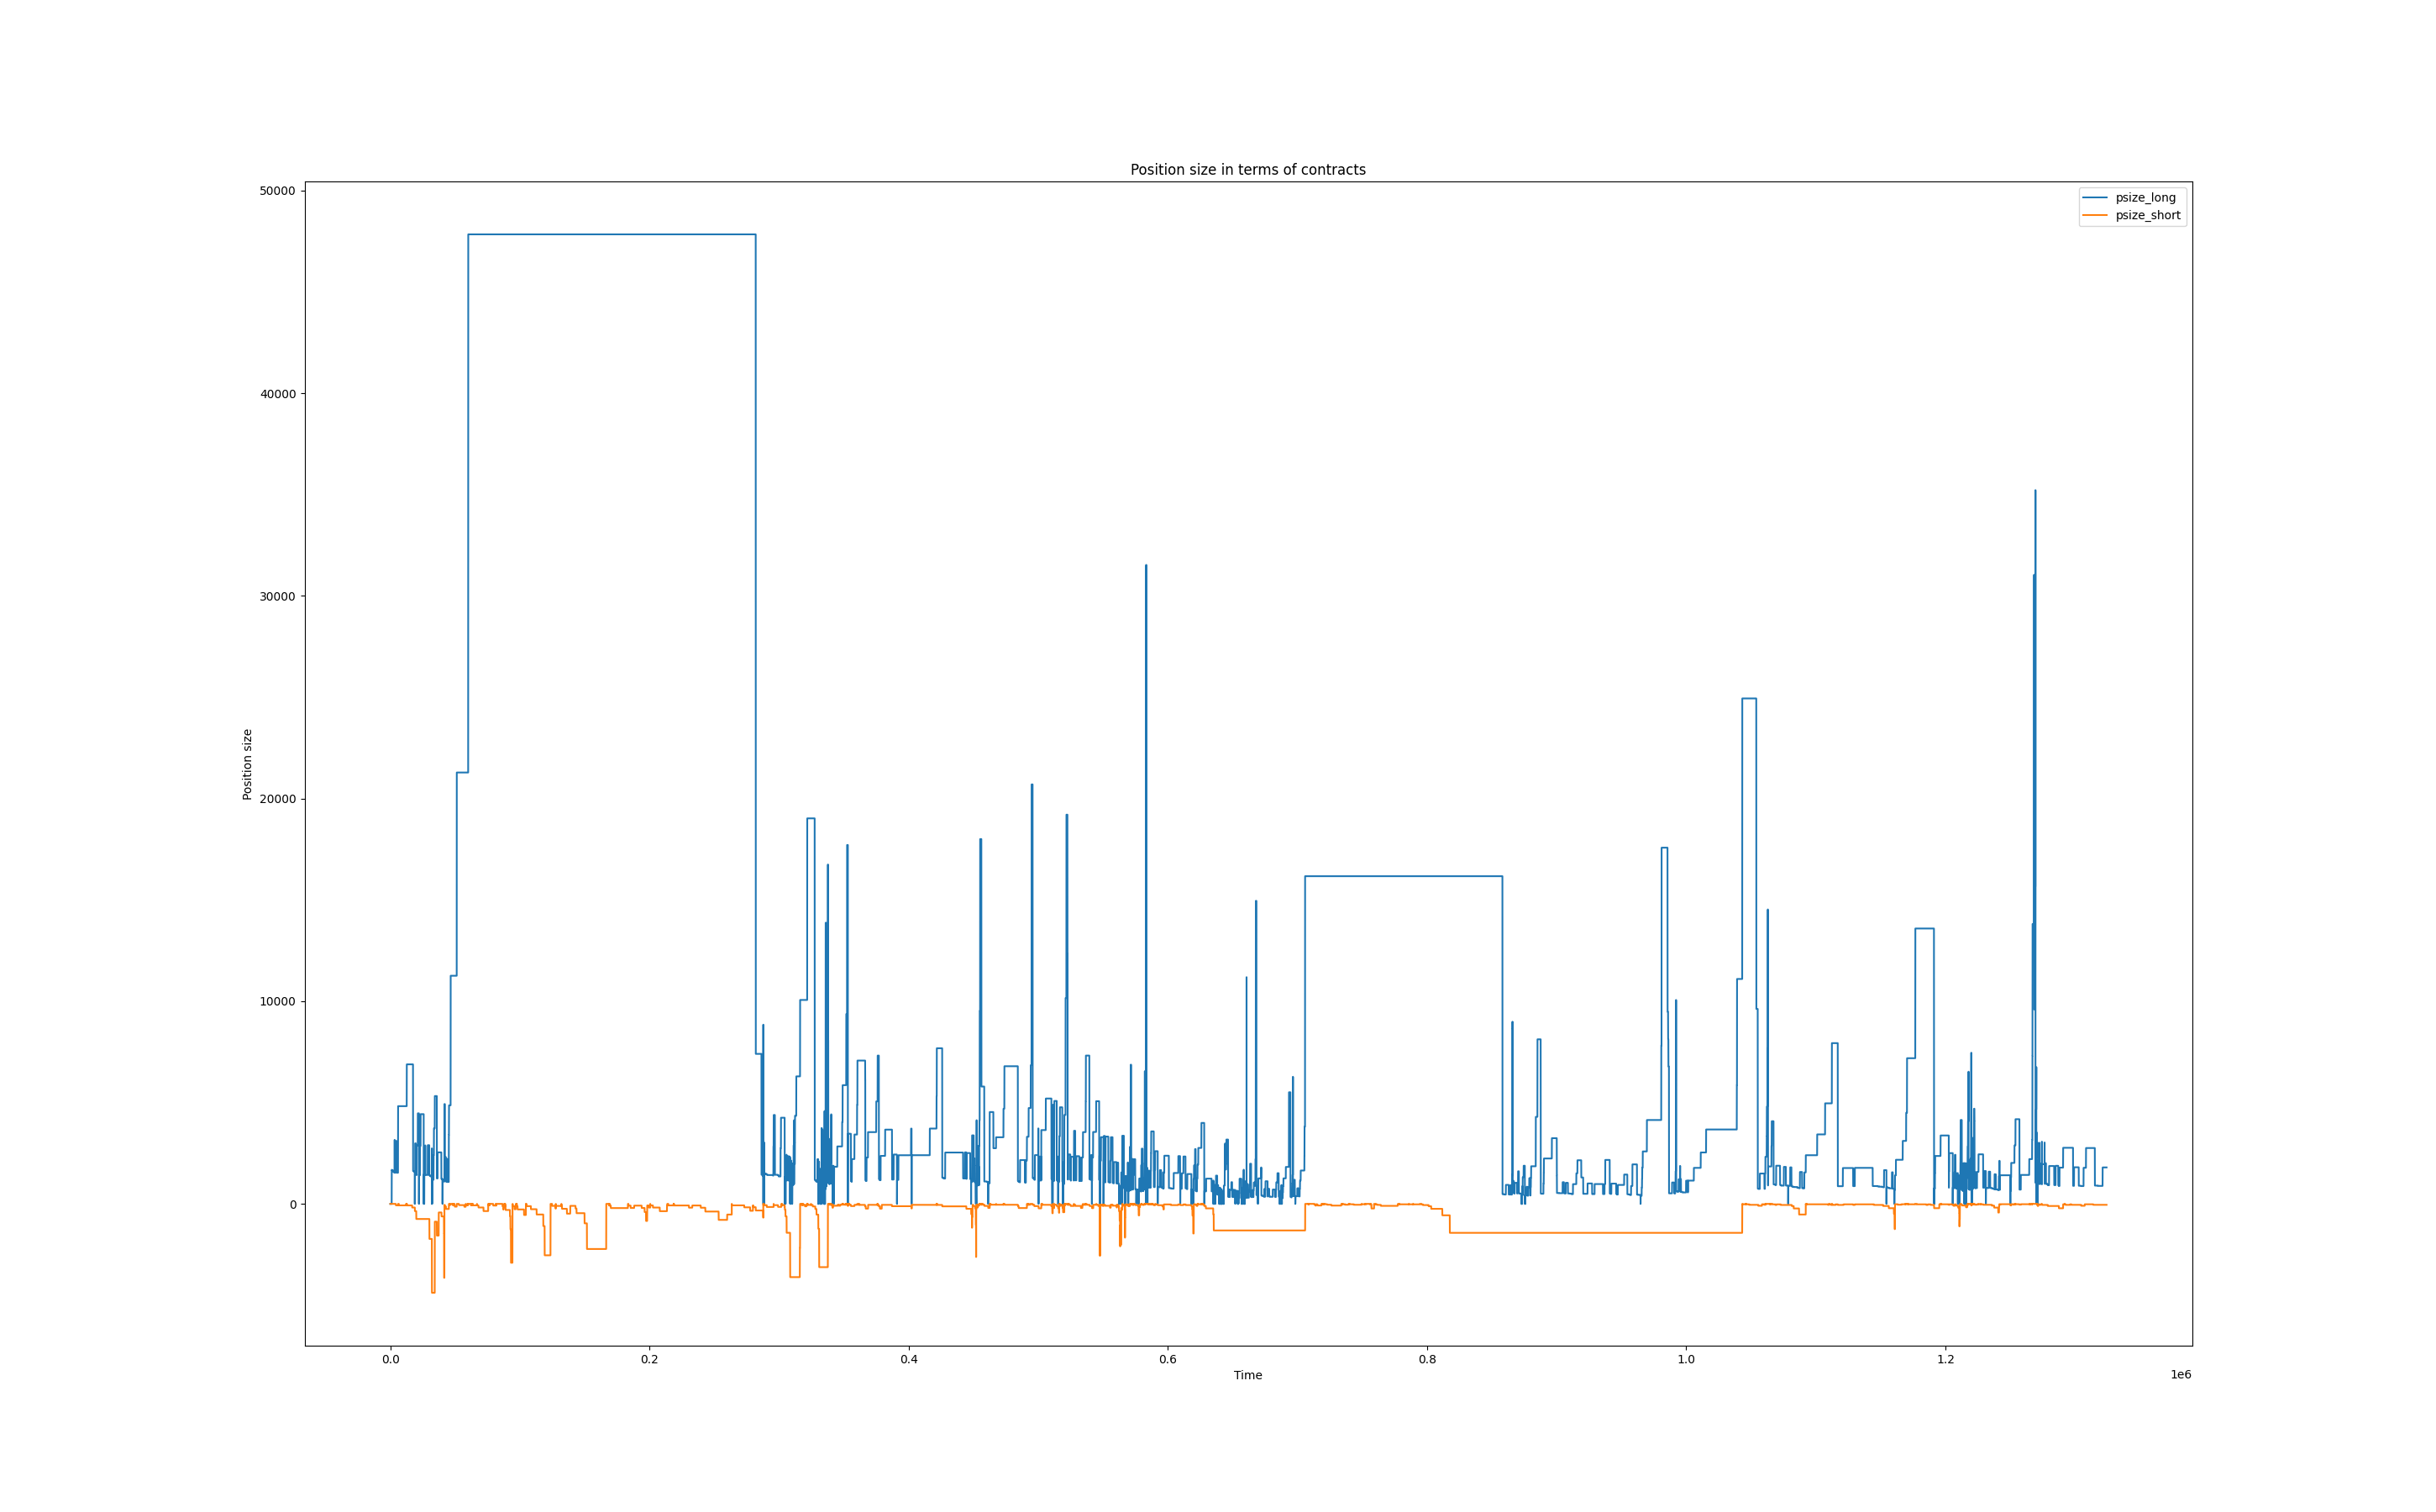 Position size in terms of contracts
psize_long
psize_short
Position size
50000
40000
30000
20000
10000
0
0.0 0.2 0.4 0.6 0.8 1.0 1.2
1e6
Time